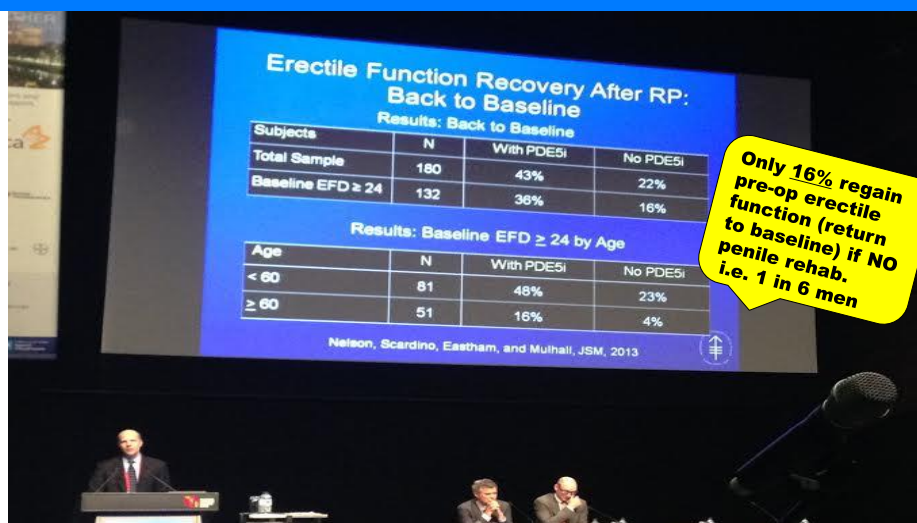 Erectile Function Recovery After RP:
Back to Baseline
Results: Back to Baseline
Subjects N With PDE5i No PDE5i
Total Sample 180 43% 22%
Baseline EFD ≥ 24 132 36% 16%
Results: Baseline EFD ≥ 24 by Age
Age N With PDE5i No PDE5i
< 60 81 48% 23%
≥ 60 51 16% 4%
Nelson, Scardino, Eastham, and Mulhall, JSM, 2013
Only 16% regain
pre-op erectile
function (return
to baseline) if NO
penile rehab.
i.e. 1 in 6 men